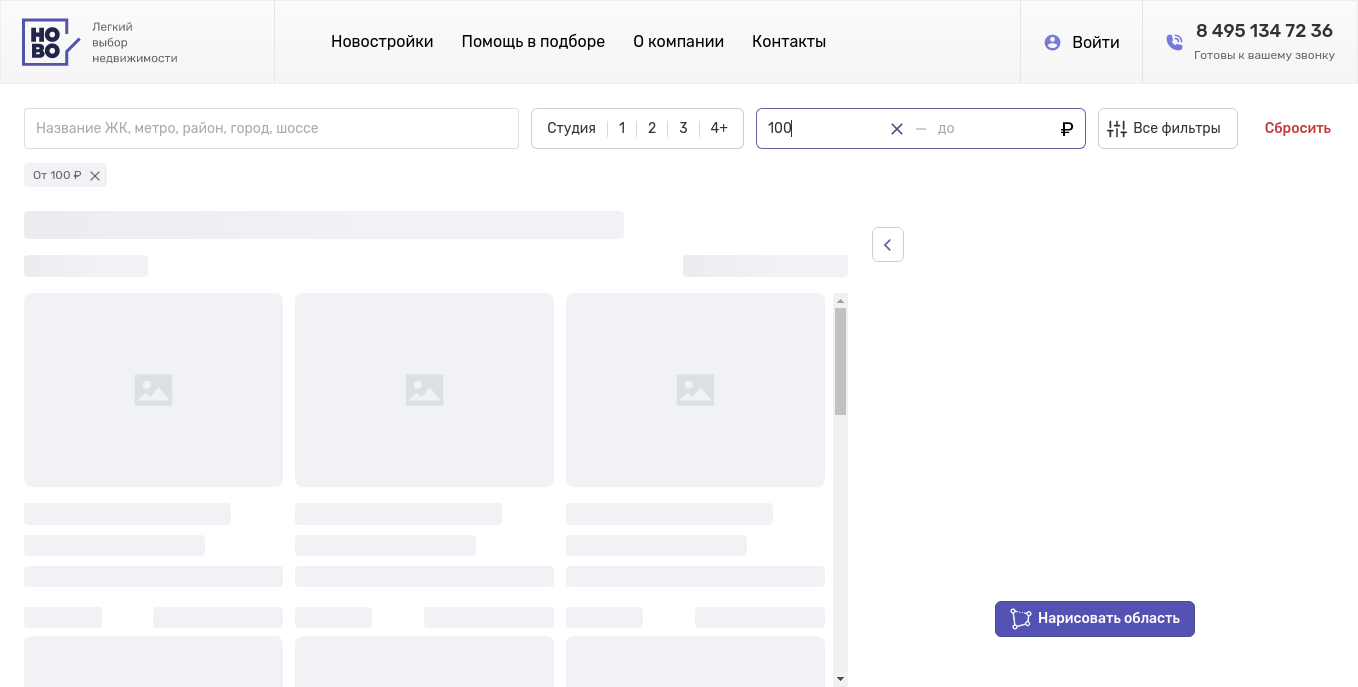 НО
ВО
Легкий
выбор
недвижимости
Новостройки
Помощь в подборе
О компании
Контакты
Войти
8 495 134 72 36
Готовы к вашему звонку
Название ЖК, метро, район, город, шоссе
Студия
1
2
3
4+
100
— до
₽
Все фильтры
Сбросить
От 100 ₽
Нарисовать область